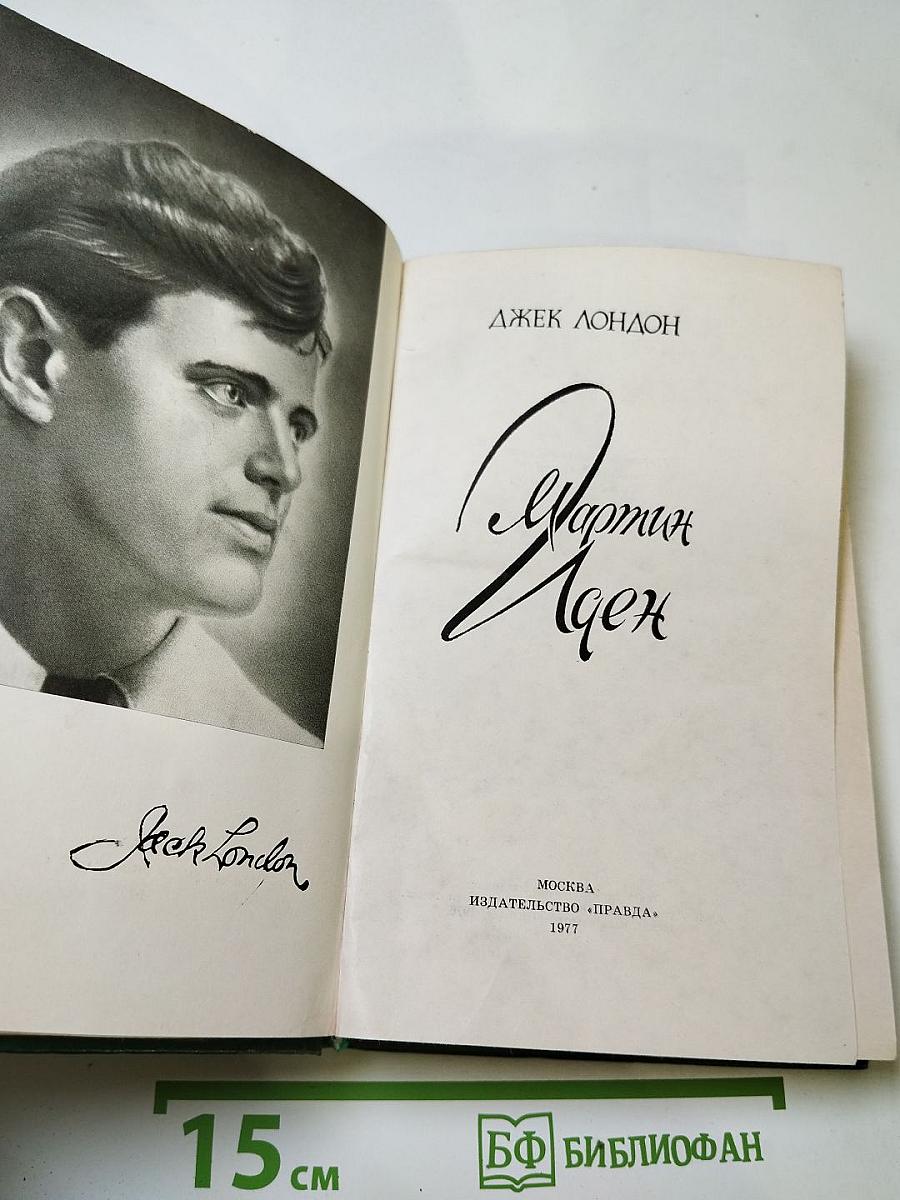 Jack London
ДЖЕК ЛОНДОН
Мартин
Иден
МОСКВА
ИЗДАТЕЛЬСТВО «ПРАВДА»
1977
15 см
БФ БИБЛИОФАН